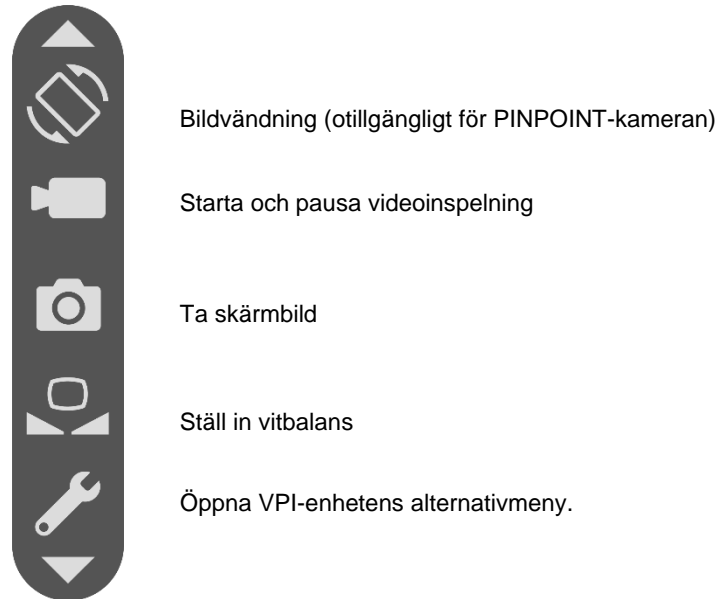 Bildvändning (otillgängligt för PINPOINT-kameran)
Starta och pausa videoinspelning
Ta skärmbild
Ställ in vitbalans
Öppna VPI-enhetens alternativmeny.